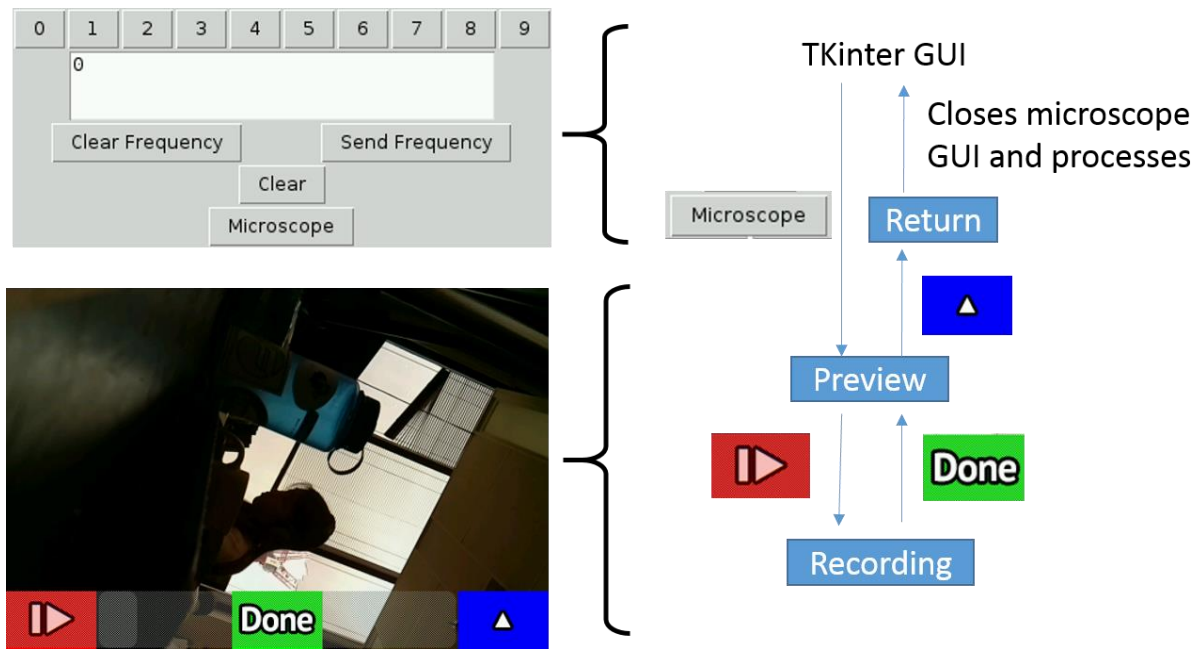 0 1 2 3 4 5 6 7 8 9
0
Clear Frequency Send Frequency
Clear
Microscope
Done
TKinter GUI
Closes microscope
GUI and processes
Microscope
Return
Preview
Done
Recording